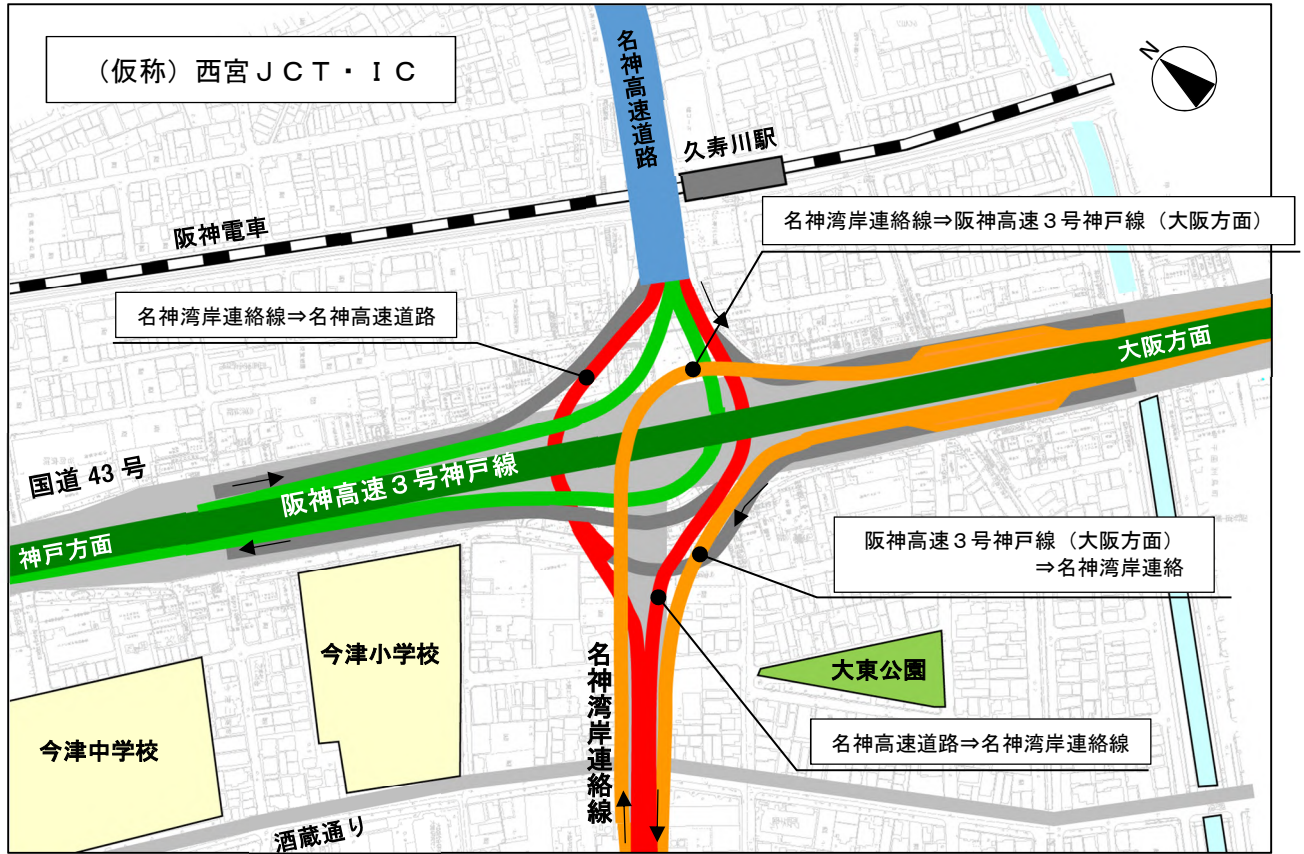 (仮称)西宮JCT・IC
名神高速道路
久寿川駅
N
阪神電車
名神湾岸連絡線⇒阪神高速3号神戸線(大阪方面)
名神湾岸連絡線⇒名神高速道路
大阪方面
国道43号
阪神高速3号神戸線
神戸方面
阪神高速3号神戸線(大阪方面)
⇒名神湾岸連絡
今津小学校
名神湾岸連絡線
大東公園
今津中学校
名神高速道路⇒名神湾岸連絡線
酒蔵通り